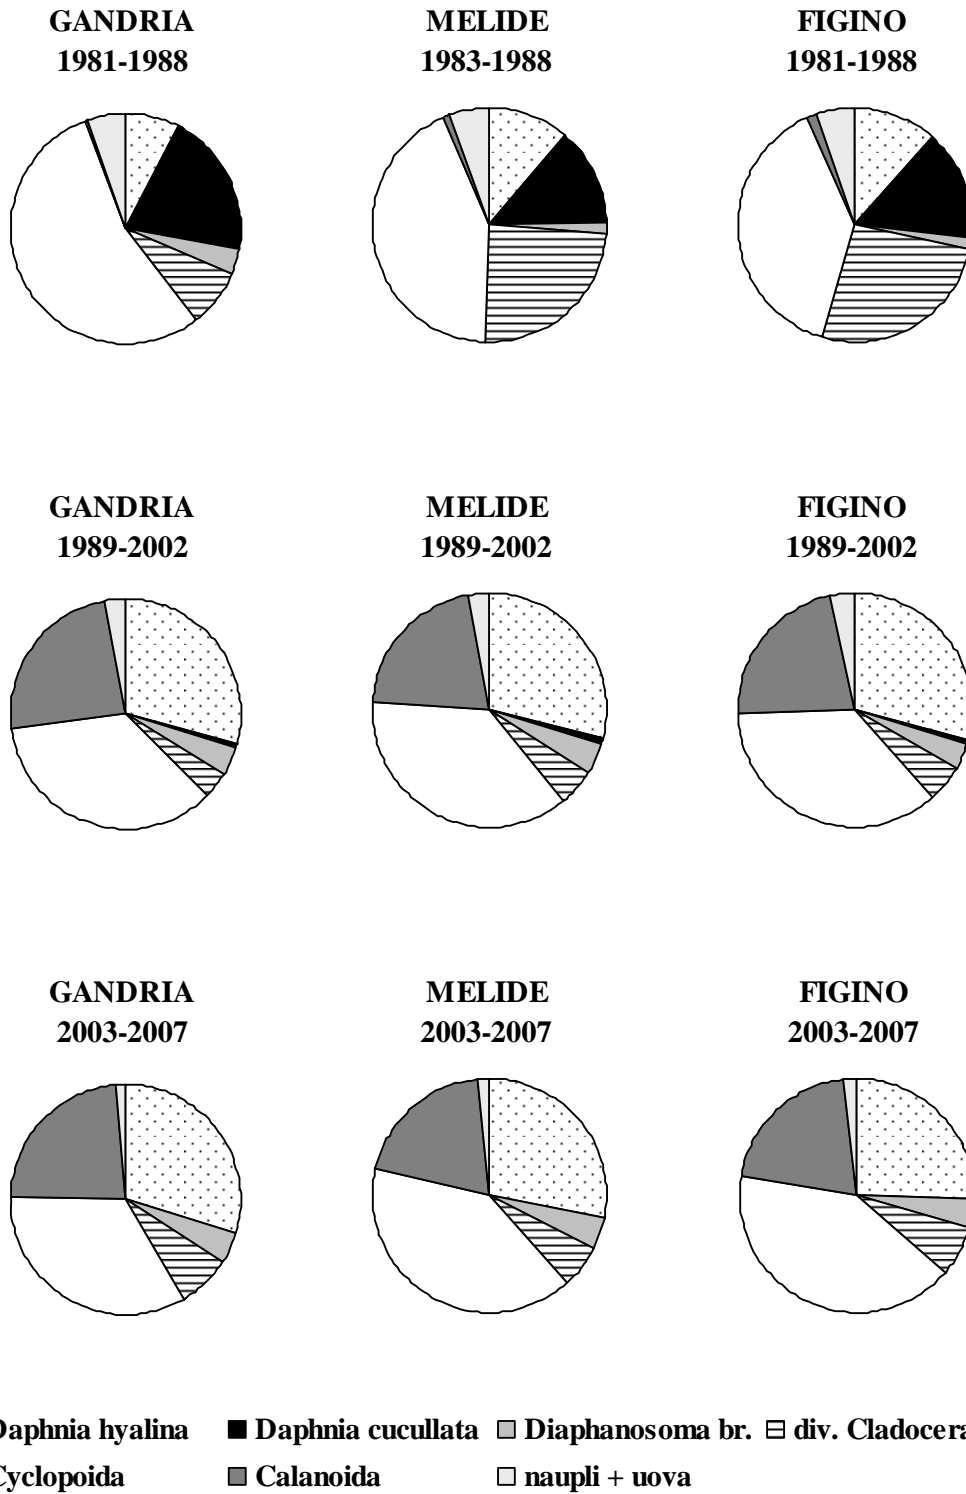 GANDRIA MELIDE FIGINO
1981-1988 1983-1988 1981-1988
GANDRIA MELIDE FIGINO
1989-2002 1989-2002 1989-2002
GANDRIA MELIDE FIGINO
2003-2007 2003-2007 2003-2007
Daphnia hyalina Daphnia cucullata Diaphanosoma br. div. Cladocera
Cyclopoida Calanoida naupli + uova